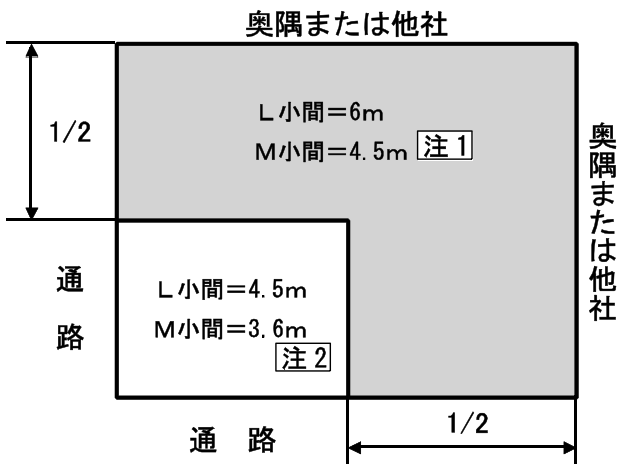 奥隅または他社
1/2
L小間=6m
M小間=4.5m 注1
奥隅または他社
通路
L小間=4.5m
M小間=3.6m
注2
通 路
1/2